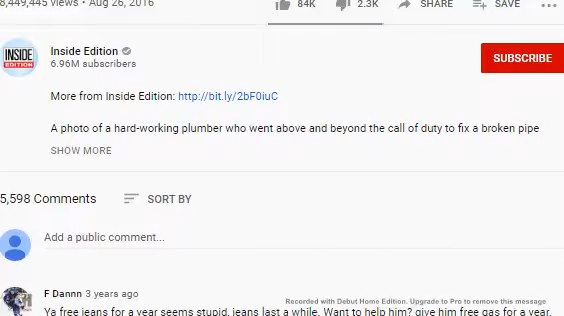 8,449,445 views • Aug 26, 2016
84K
2.3K
SHARE
SAVE
INSIDE
EDITION
Inside Edition
6.96M subscribers
SUBSCRIBE
More from Inside Edition: http://bit.ly/2bF0iuC
A photo of a hard-working plumber who went above and beyond the call of duty to fix a broken pipe
SHOW MORE
5,598 Comments
SORT BY
Add a public comment...
F Dannn 3 years ago
Recorded with Debut Home Edition. Upgrade to Pro to remove this message
Ya free jeans for a year seems stupid, jeans last a while. Want to help him? give him free gas for a year.